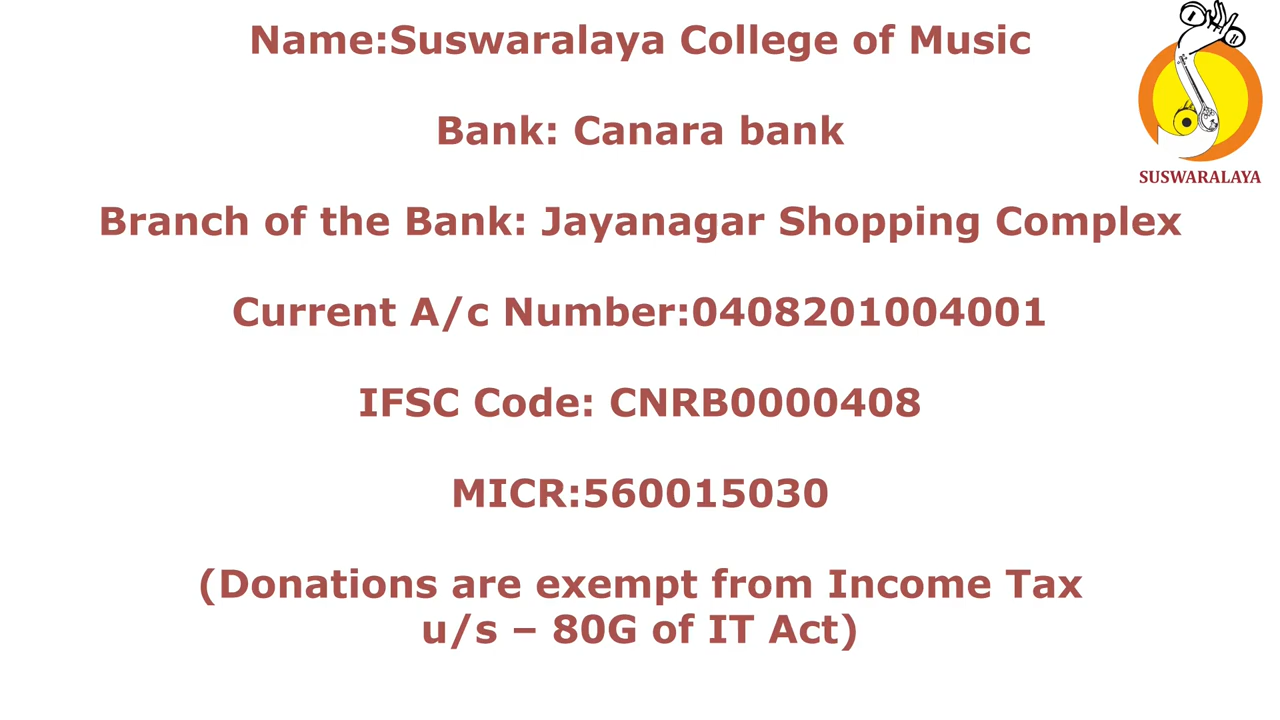 Name:Suswaralaya College of Music
Bank: Canara bank
Branch of the Bank: Jayanagar Shopping Complex
Current A/c Number:0408201004001
IFSC Code: CNRB0000408
MICR:560015030
(Donations are exempt from Income Tax
u/s – 80G of IT Act)
SUSWARALAYA